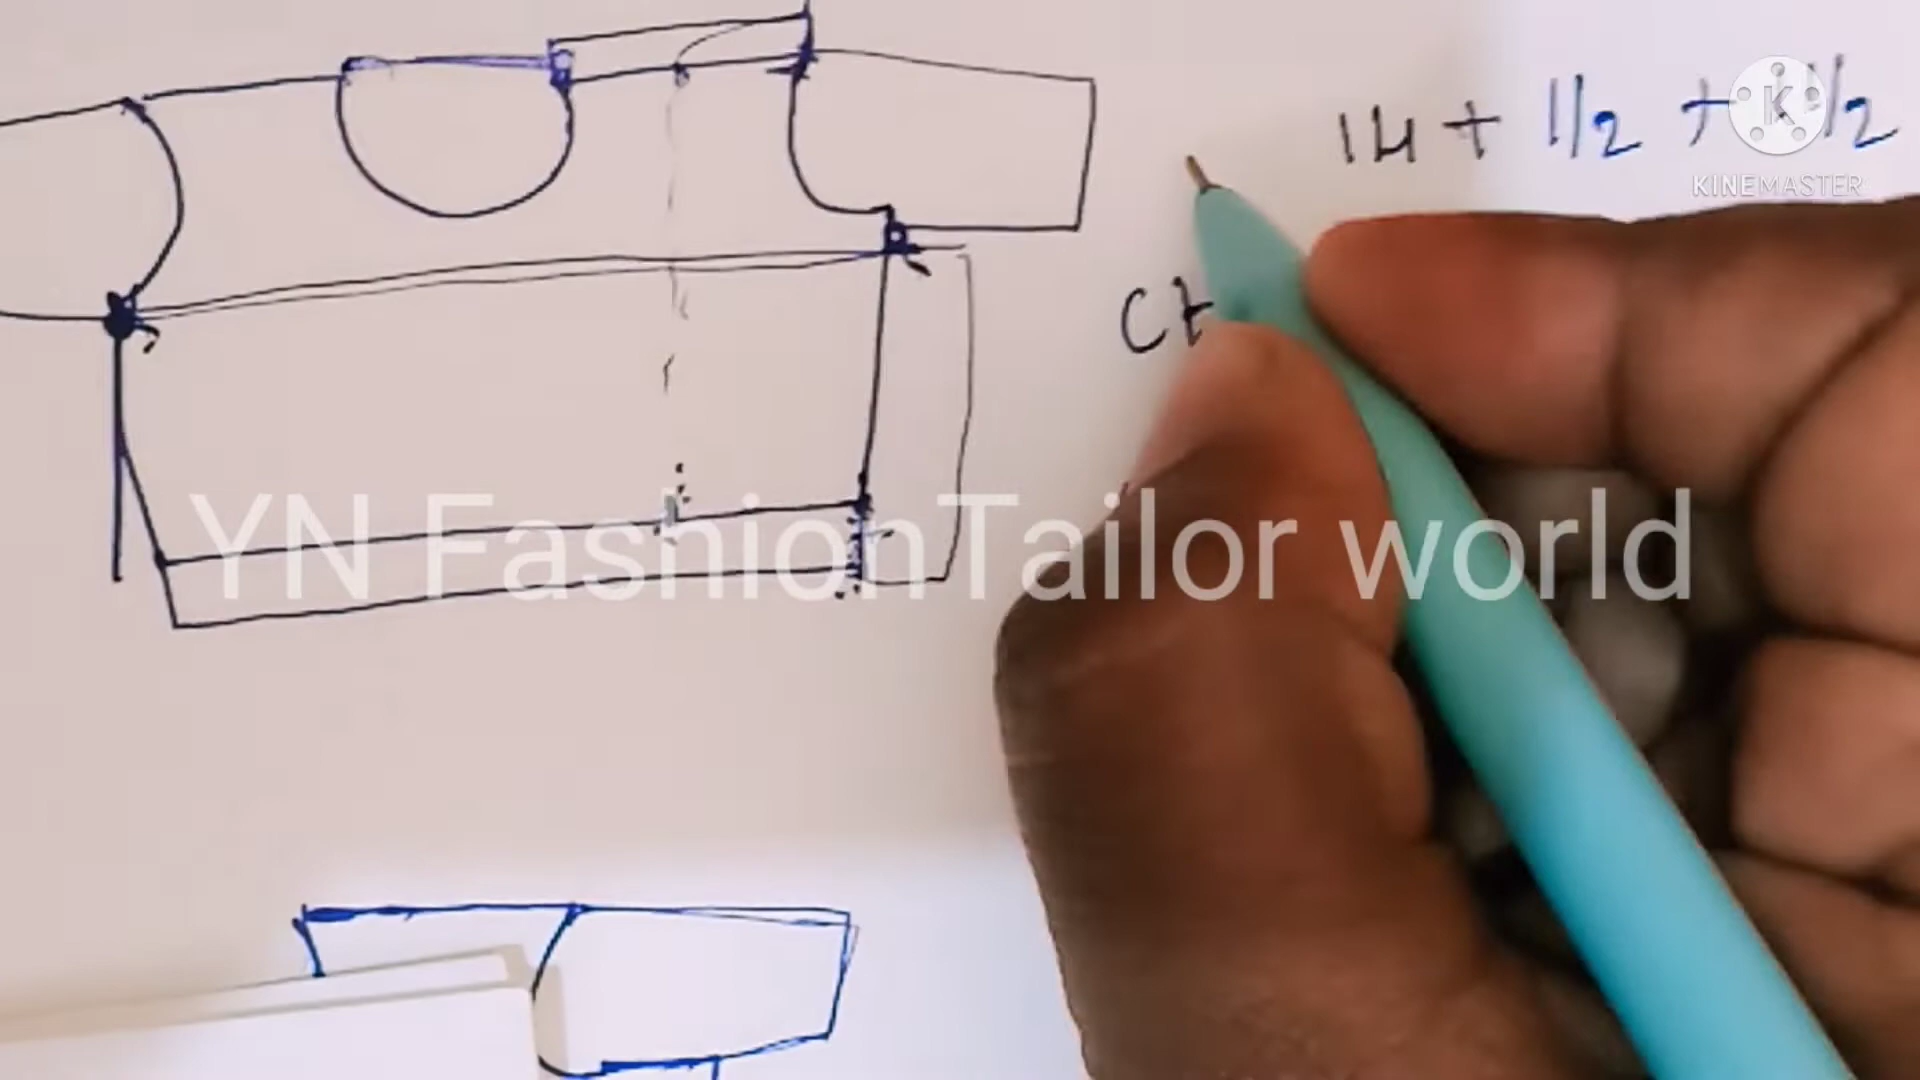 14 + 1/2 + 1/2
KINEMASTER
YN FashionTailor world